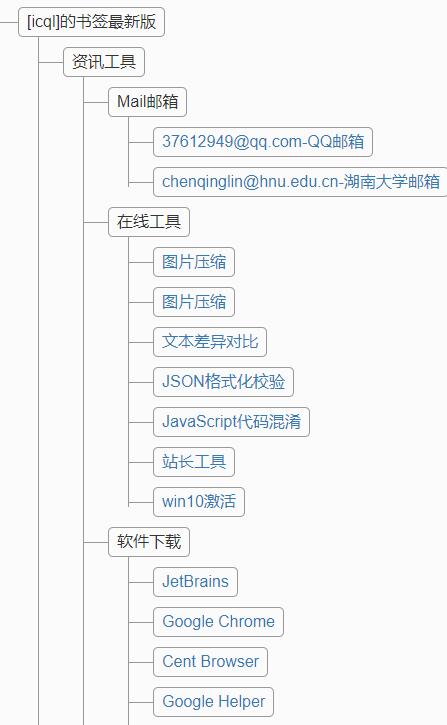 [icql]的书签最新版
资讯工具
Mail邮箱
37612949@qq.com-QQ邮箱
chenqinglin@hnu.edu.cn-湖南大学邮箱
在线工具
图片压缩
图片压缩
文本差异对比
JSON格式化校验
JavaScript代码混淆
站长工具
win10激活
软件下载
JetBrains
Google Chrome
Cent Browser
Google Helper